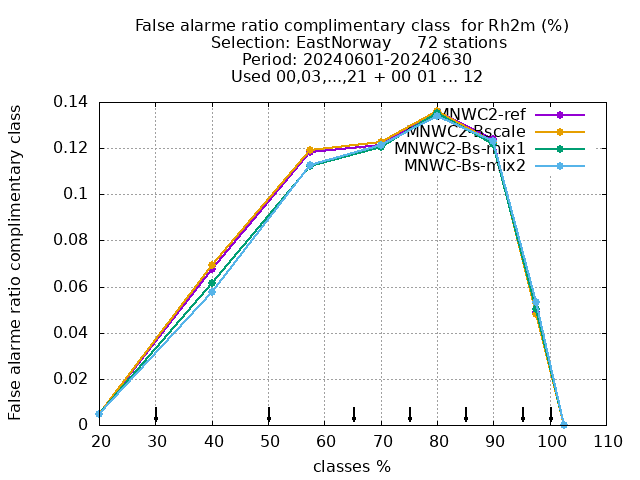 False alarme ratio complimentary class  for Rh2m (%)
Selection: EastNorway     72 stations
Period: 20240601-20240630
Used 00,03,...,21 + 00 01 ... 12
False alarme ratio complimentary class
0.14
0.12
0.1
0.08
0.06
0.04
0.02
0
MNWC2-ref
MNWC2-Bscale
MNWC2-Bs-mix1
MNWC-Bs-mix2
20 30 40 50 60 70 80 90 100 110
classes %